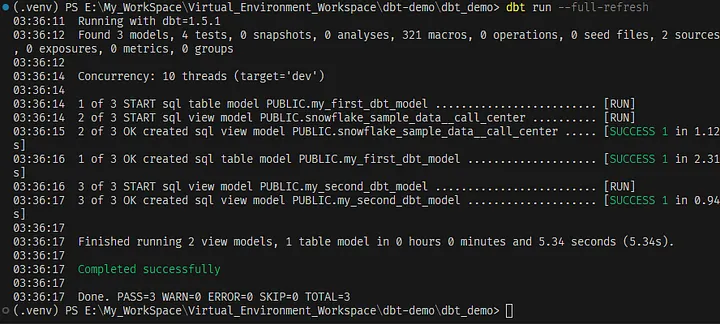 (.venv) PS E:\My_WorkSpace\Virtual_Environment_Workspace\dbt-demo\dbt_demo> dbt run --full-refresh
03:36:11  Running with dbt=1.5.1
03:36:12  Found 3 models, 4 tests, 0 snapshots, 0 analyses, 321 macros, 0 operations, 0 seed files, 2 sources
, 0 exposures, 0 metrics, 0 groups
03:36:12
03:36:14  Concurrency: 10 threads (target='dev')
03:36:14
03:36:14  1 of 3 START sql table model PUBLIC.my_first_dbt_model ......................... [RUN]
03:36:14  2 of 3 START sql view model PUBLIC.snowflake_sample_data__call_center .......... [RUN]
03:36:15  2 of 3 OK created sql view model PUBLIC.snowflake_sample_data__call_center ..... [SUCCESS 1 in 1.12
s]
03:36:16  1 of 3 OK created sql table model PUBLIC.my_first_dbt_model .................... [SUCCESS 1 in 2.31
s]
03:36:16  3 of 3 START sql view model PUBLIC.my_second_dbt_model ......................... [RUN]
03:36:17  3 of 3 OK created sql view model PUBLIC.my_second_dbt_model .................... [SUCCESS 1 in 0.94
s]
03:36:17
03:36:17  Finished running 2 view models, 1 table model in 0 hours 0 minutes and 5.34 seconds (5.34s).
03:36:17
03:36:17  Completed successfully
03:36:17
03:36:17  Done. PASS=3 WARN=0 ERROR=0 SKIP=0 TOTAL=3
(.venv) PS E:\My_WorkSpace\Virtual_Environment_Workspace\dbt-demo\dbt_demo>